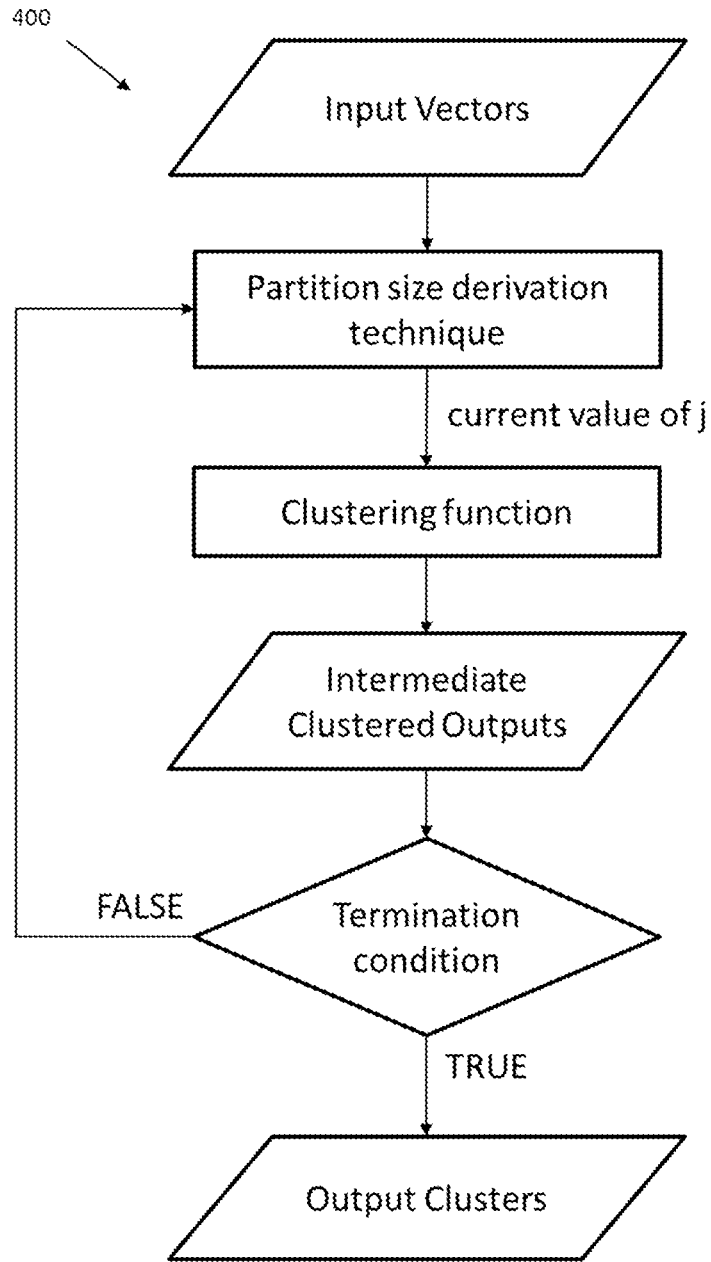 400
Input Vectors
Partition size derivation
technique
current value of j
Clustering function
Intermediate
Clustered Outputs
FALSE
Termination
condition
TRUE
Output Clusters